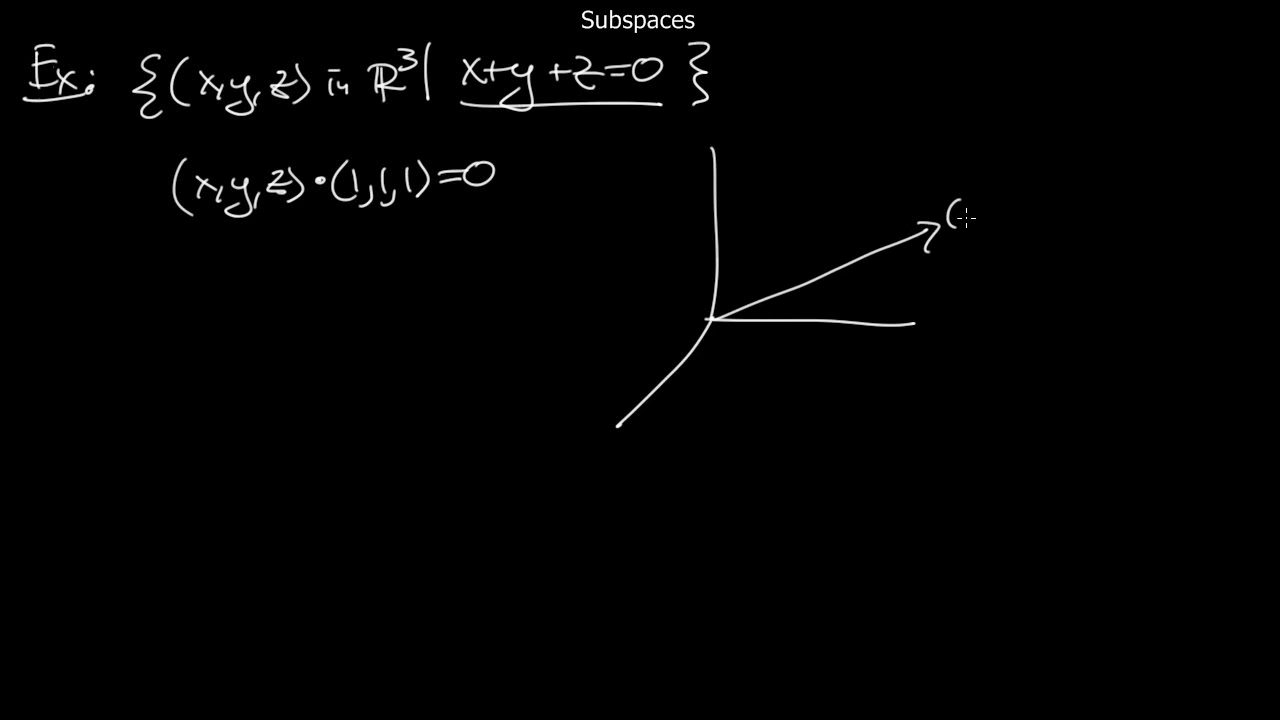 Subspaces
Ex: {(x,y,z) in ℝ³| x+y+z=0 }
(x,y,z)•(1,1,1)=0
(